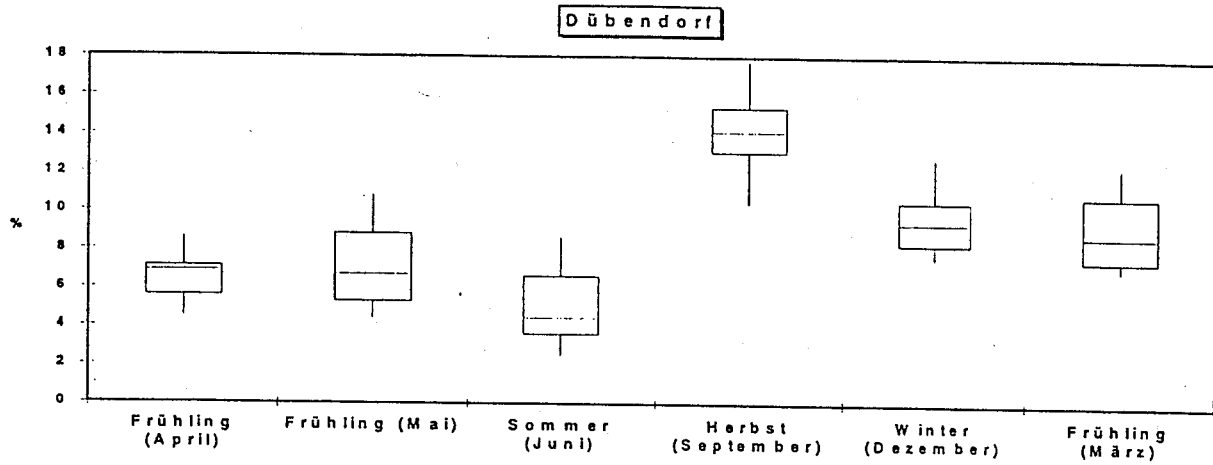 Dübendorf
18
16
14
12
10
%
8
6
4
2
0
Frühling (April)
Frühling (Mai)
Sommer (Juni)
Herbst (September)
Winter (Dezember)
Frühling (März)